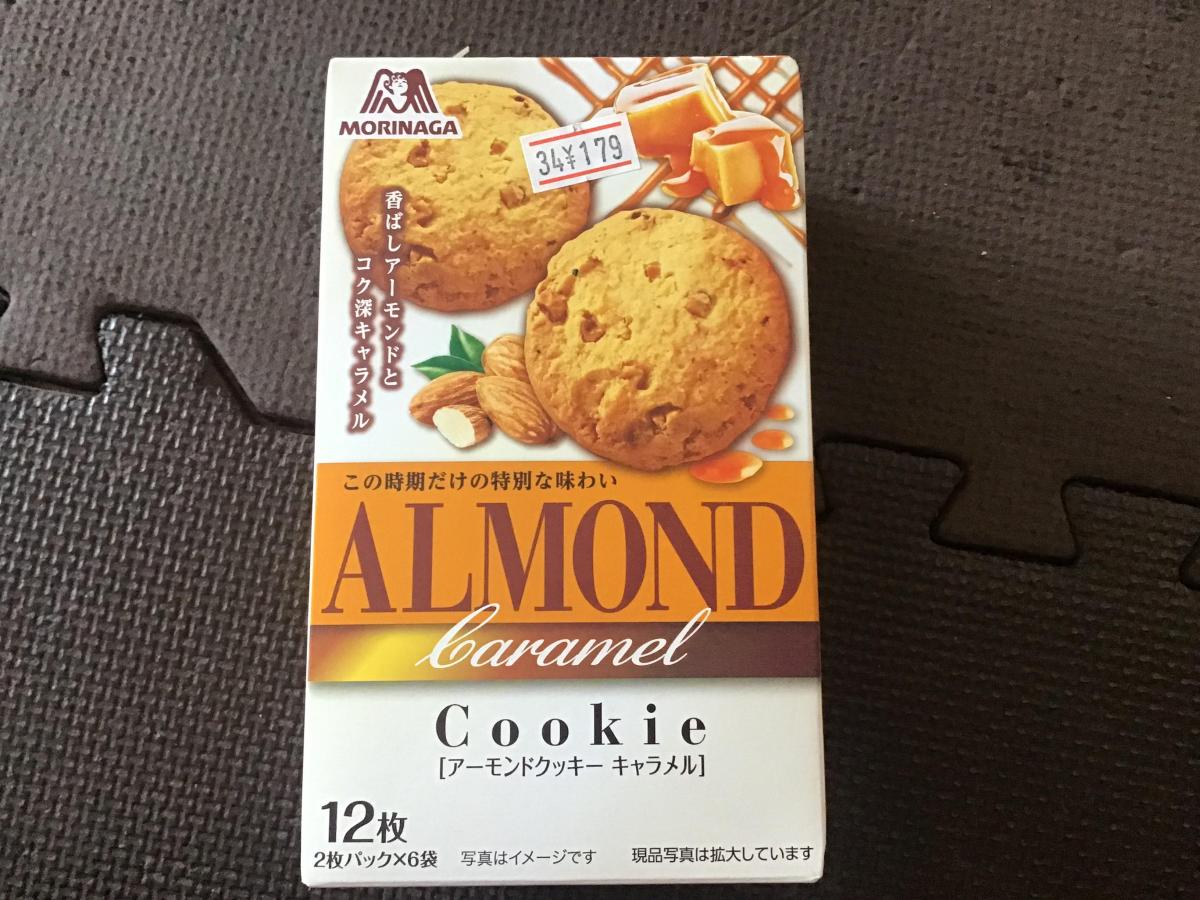 MORINAGA
34¥179
香ばしアーモンドと
コク深キャラメル
この時期だけの特別な味わい
ALMOND
Caramel
Cookie
[アーモンドクッキー キャラメル]
12枚
2枚パック×6袋
写真はイメージです
現品写真は拡大しています